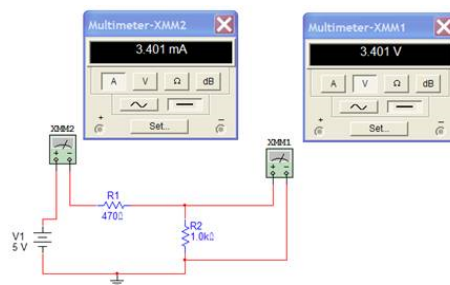 Multimeter-XMM2
3.401 mA
A V Ω dB
Set...
+ −
Multimeter-XMM1
3.401 V
A V Ω dB
Set...
+ −
XMM2
XMM1
R1
470Ω
R2
1.0kΩ
V1
5 V